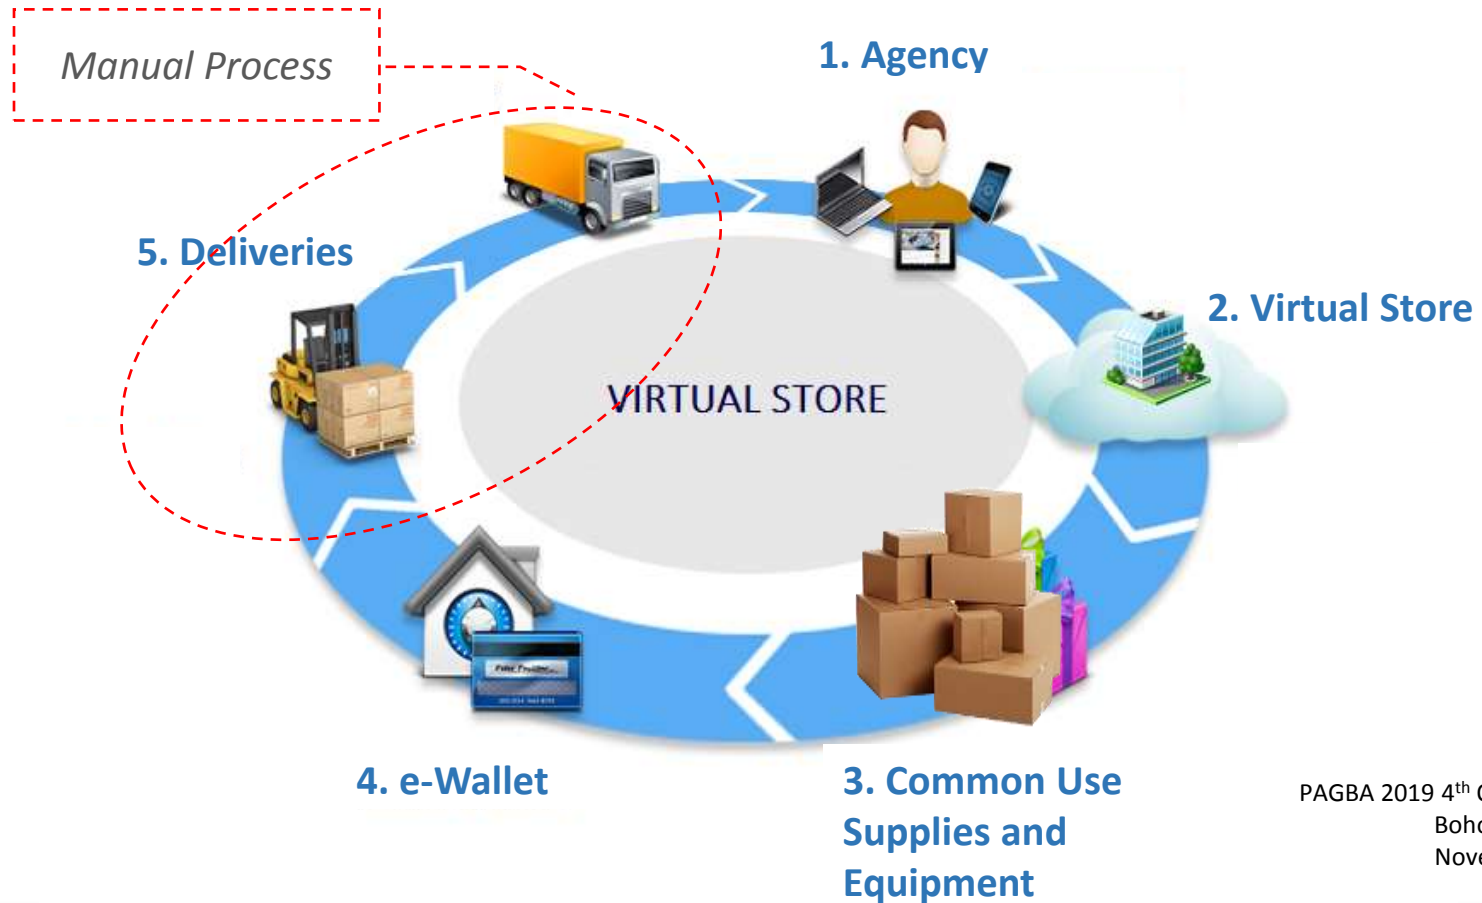 Manual Process
1. Agency
5. Deliveries
2. Virtual Store
VIRTUAL STORE
4. e-Wallet
3. Common Use
Supplies and
Equipment
PAGBA 2019 4th